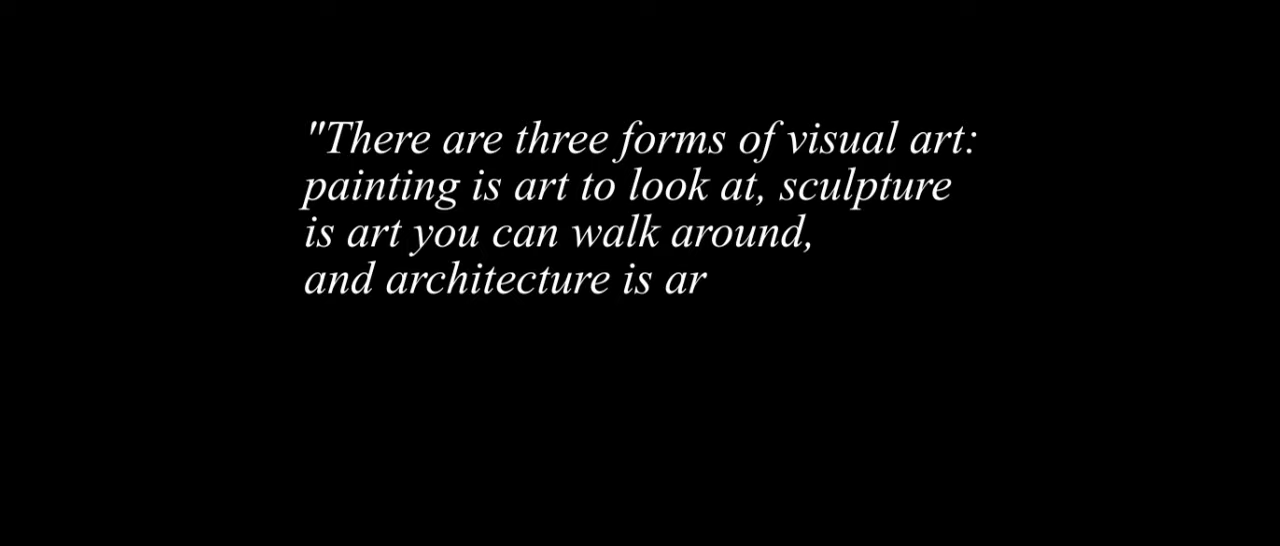 "There are three forms of visual art:
painting is art to look at, sculpture
is art you can walk around,
and architecture is ar